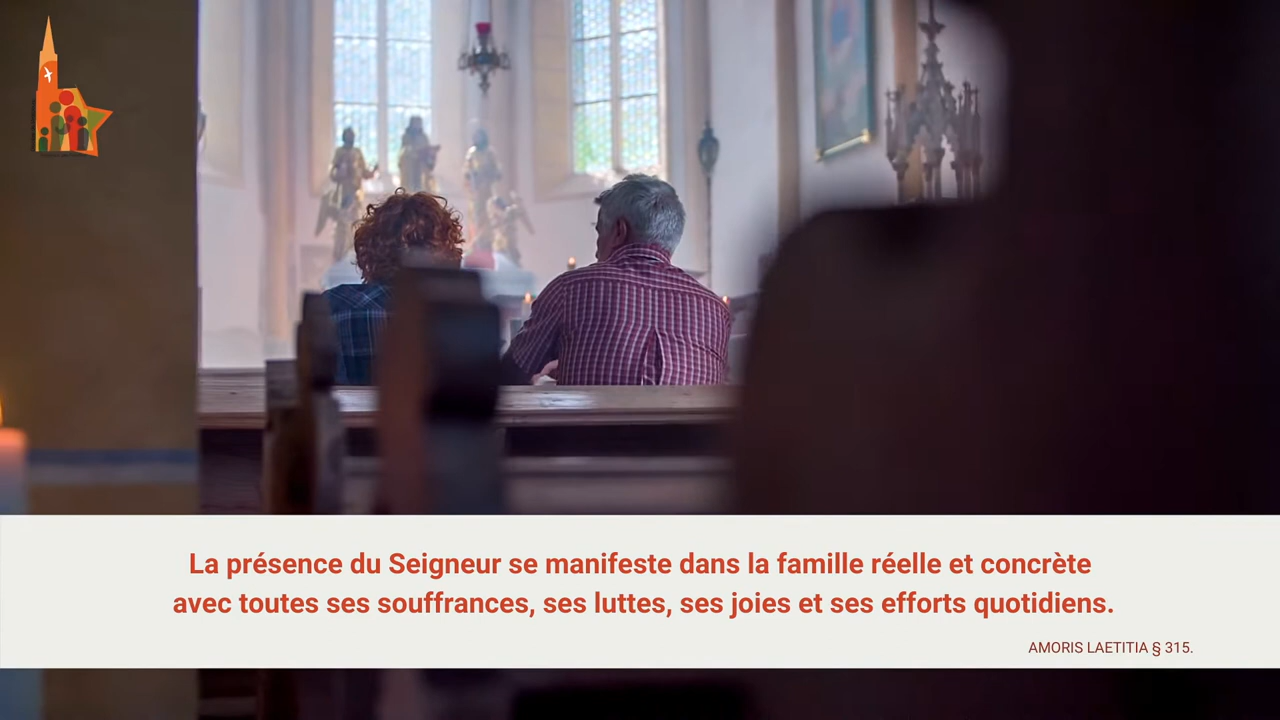 La présence du Seigneur se manifeste dans la famille réelle et concrète
avec toutes ses souffrances, ses luttes, ses joies et ses efforts quotidiens.
AMORIS LAETITIA § 315.